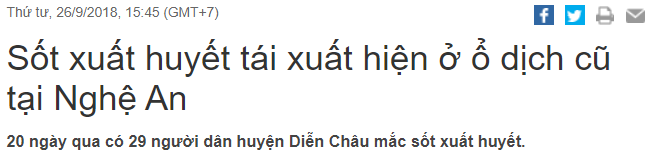 Thứ tư, 26/9/2018, 15:45 (GMT+7)
Sốt xuất huyết tái xuất hiện ở ổ dịch cũ
tại Nghệ An
20 ngày qua có 29 người dân huyện Diễn Châu mắc sốt xuất huyết.